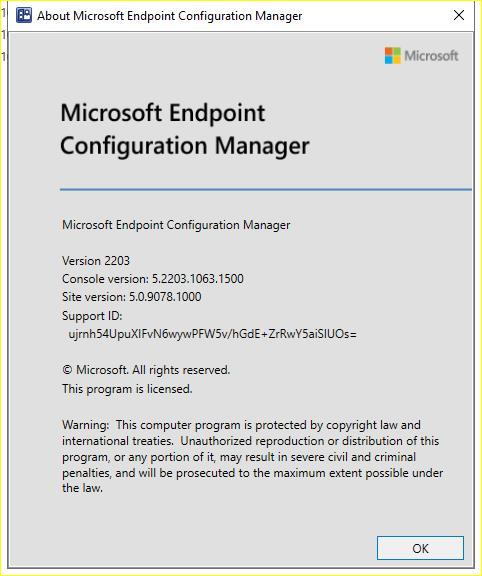 About Microsoft Endpoint Configuration Manager
Microsoft
Microsoft Endpoint
Configuration Manager
Microsoft Endpoint Configuration Manager
Version 2203
Console version: 5.2203.1063.1500
Site version: 5.0.9078.1000
Support ID:
ujrnh54UpuXIFvN6wywPFW5v/hGdE+ZrRwY5aiSIUOs=
© Microsoft. All rights reserved.
This program is licensed.
Warning: This computer program is protected by copyright law and
international treaties. Unauthorized reproduction or distribution of this
program, or any portion of it, may result in severe civil and criminal
penalties, and will be prosecuted to the maximum extent possible under
the law.
OK